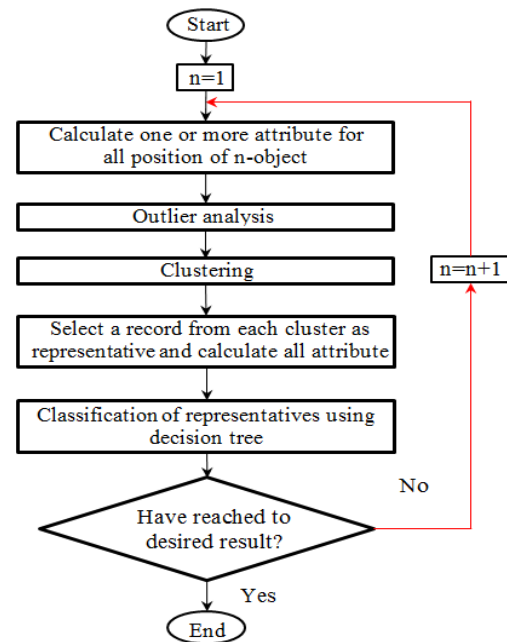 Start
n=1
Calculate one or more attribute for
all position of n-object
Outlier analysis
Clustering
n=n+1
Select a record from each cluster as
representative and calculate all attribute
Classification of representatives using
decision tree
No
Have reached to
desired result?
Yes
End